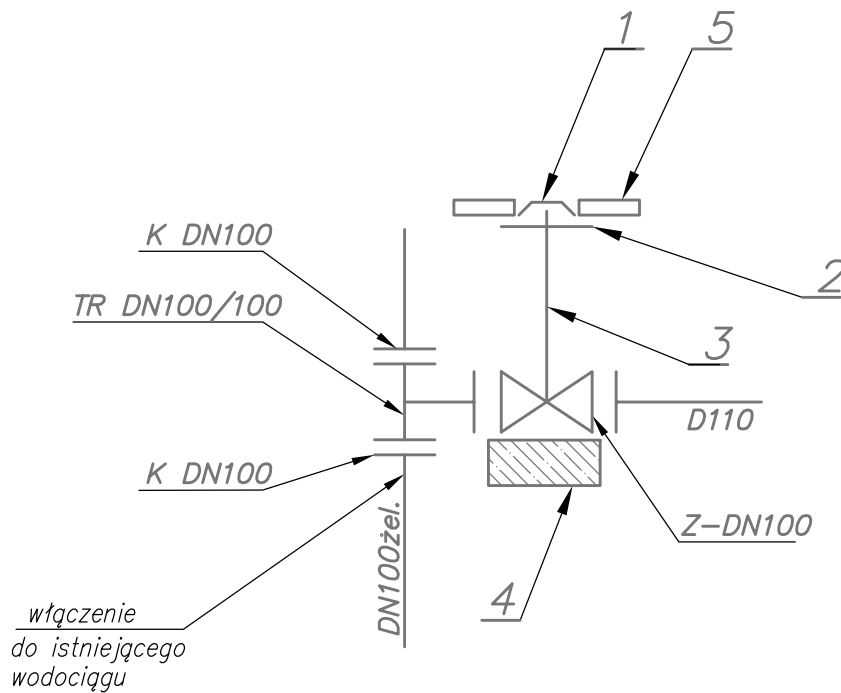 1
5
K DN100
2
TR DN100/100
3
D110
K DN100
Z-DN100
DN100żel.
4
włączenie
do istniejącego
wodociągu